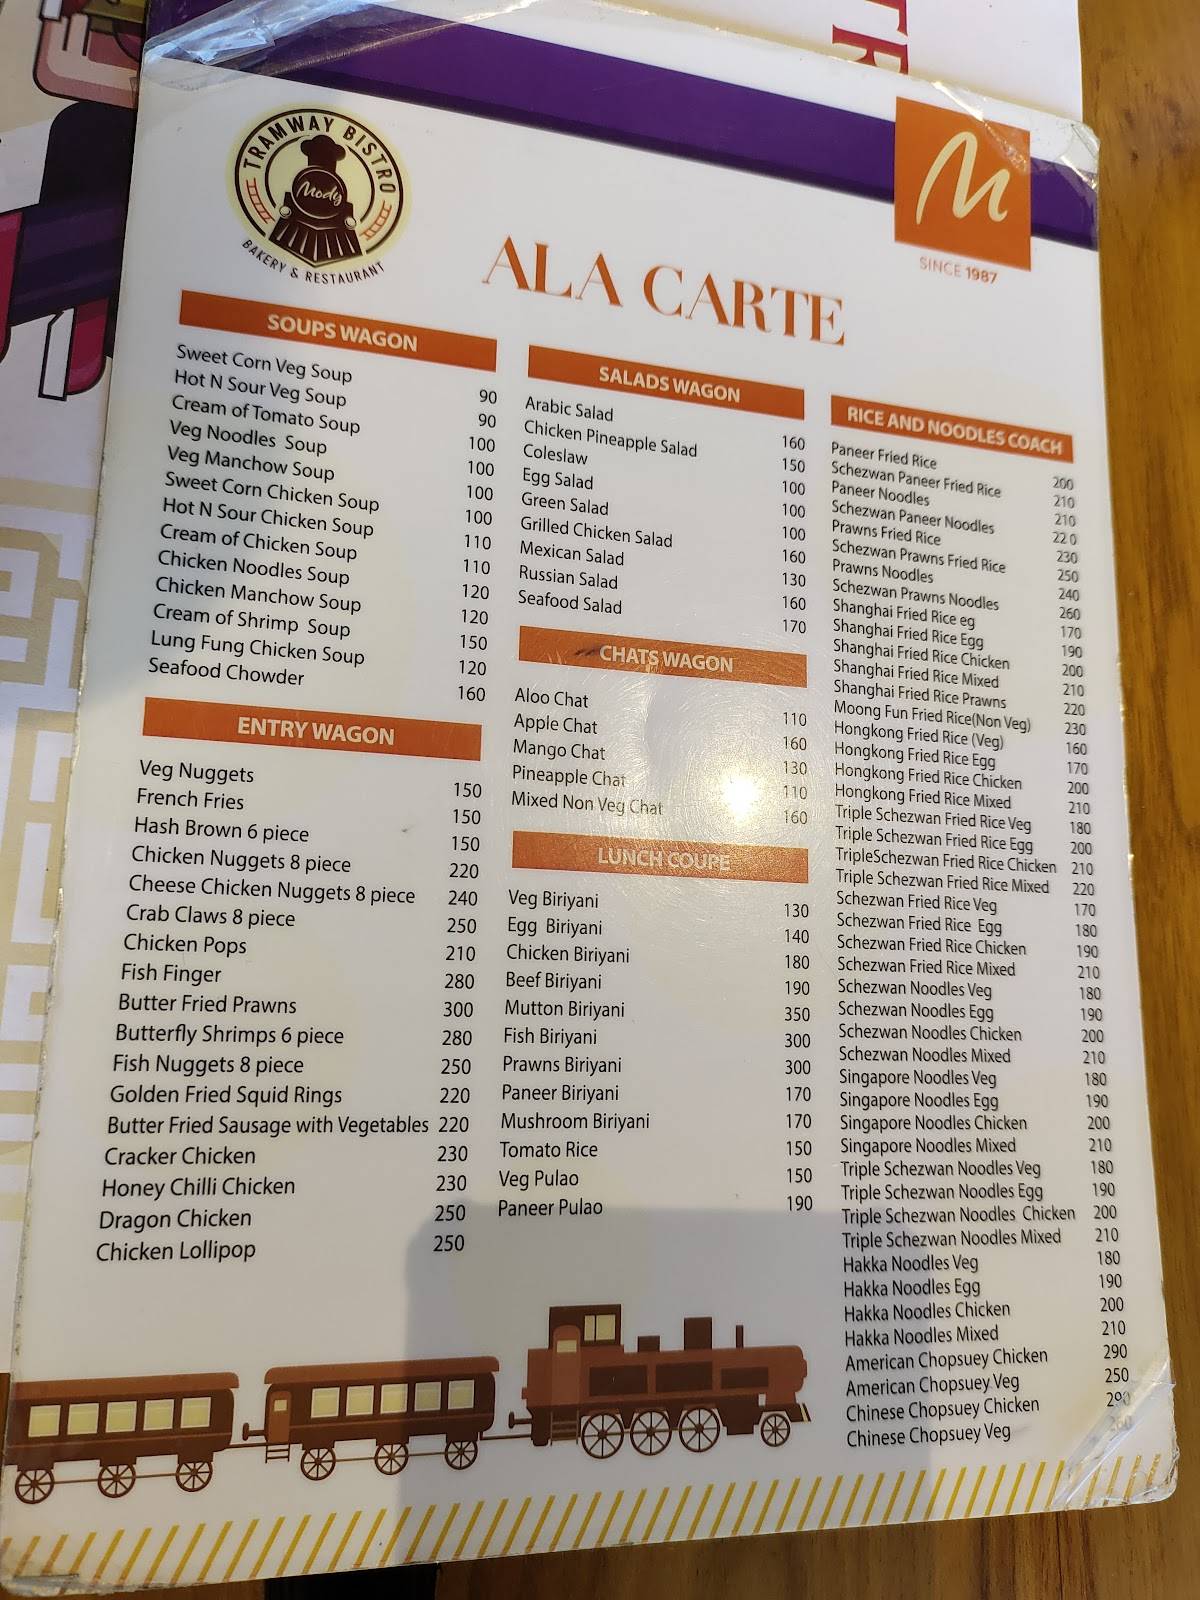 TRAMWAY BISTRO
Mody
BAKERY & RESTAURANT
M
SINCE 1987
ALA CARTE
SOUPS WAGON
Sweet Corn Veg Soup 90
Hot N Sour Veg Soup 90
Cream of Tomato Soup 100
Veg Noodles Soup 100
Veg Manchow Soup 100
Sweet Corn Chicken Soup 100
Hot N Sour Chicken Soup 110
Cream of Chicken Soup 110
Chicken Noodles Soup 120
Chicken Manchow Soup 120
Cream of Shrimp Soup 150
Lung Fung Chicken Soup 120
Seafood Chowder 160
ENTRY WAGON
Veg Nuggets 150
French Fries 150
Hash Brown 6 piece 150
Chicken Nuggets 8 piece 220
Cheese Chicken Nuggets 8 piece 240
Crab Claws 8 piece 250
Chicken Pops 210
Fish Finger 280
Butter Fried Prawns 300
Butterfly Shrimps 6 piece 280
Fish Nuggets 8 piece 250
Golden Fried Squid Rings 220
Butter Fried Sausage with Vegetables 220
Cracker Chicken 230
Honey Chilli Chicken 230
Dragon Chicken 250
Chicken Lollipop 250
SALADS WAGON
Arabic Salad 160
Chicken Pineapple Salad 150
Coleslaw 100
Egg Salad 100
Green Salad 100
Grilled Chicken Salad 160
Mexican Salad 130
Russian Salad 160
Seafood Salad 170
CHATS WAGON
Aloo Chat 110
Apple Chat 160
Mango Chat 130
Pineapple Chat 110
Mixed Non Veg Chat 160
LUNCH COUPE
Veg Biriyani 130
Egg Biriyani 140
Chicken Biriyani 180
Beef Biriyani 190
Mutton Biriyani 350
Fish Biriyani 300
Prawns Biriyani 300
Paneer Biriyani 170
Mushroom Biriyani 170
Tomato Rice 150
Veg Pulao 150
Paneer Pulao 190
RICE AND NOODLES COACH
Paneer Fried Rice 200
Schezwan Paneer Fried Rice 210
Paneer Noodles 210
Schezwan Paneer Noodles 22 0
Prawns Fried Rice 230
Schezwan Prawns Fried Rice 250
Prawns Noodles 240
Schezwan Prawns Noodles 260
Shanghai Fried Rice eg 170
Shanghai Fried Rice Egg 190
Shanghai Fried Rice Chicken 200
Shanghai Fried Rice Mixed 210
Shanghai Fried Rice Prawns 220
Moong Fun Fried Rice(Non Veg) 230
Hongkong Fried Rice (Veg) 160
Hongkong Fried Rice Egg 170
Hongkong Fried Rice Chicken 200
Hongkong Fried Rice Mixed 210
Triple Schezwan Fried Rice Veg 180
Triple Schezwan Fried Rice Egg 200
TripleSchezwan Fried Rice Chicken 210
Triple Schezwan Fried Rice Mixed 220
Schezwan Fried Rice Veg 170
Schezwan Fried Rice Egg 180
Schezwan Fried Rice Chicken 190
Schezwan Fried Rice Mixed 210
Schezwan Noodles Veg 180
Schezwan Noodles Egg 190
Schezwan Noodles Chicken 200
Schezwan Noodles Mixed 210
Singapore Noodles Veg 180
Singapore Noodles Egg 190
Singapore Noodles Chicken 200
Singapore Noodles Mixed 210
Triple Schezwan Noodles Veg 180
Triple Schezwan Noodles Egg 190
Triple Schezwan Noodles Chicken 200
Triple Schezwan Noodles Mixed 210
Hakka Noodles Veg 180
Hakka Noodles Egg 190
Hakka Noodles Chicken 200
Hakka Noodles Mixed 210
American Chopsuey Chicken 290
American Chopsuey Veg 250
Chinese Chopsuey Chicken 290
Chinese Chopsuey Veg